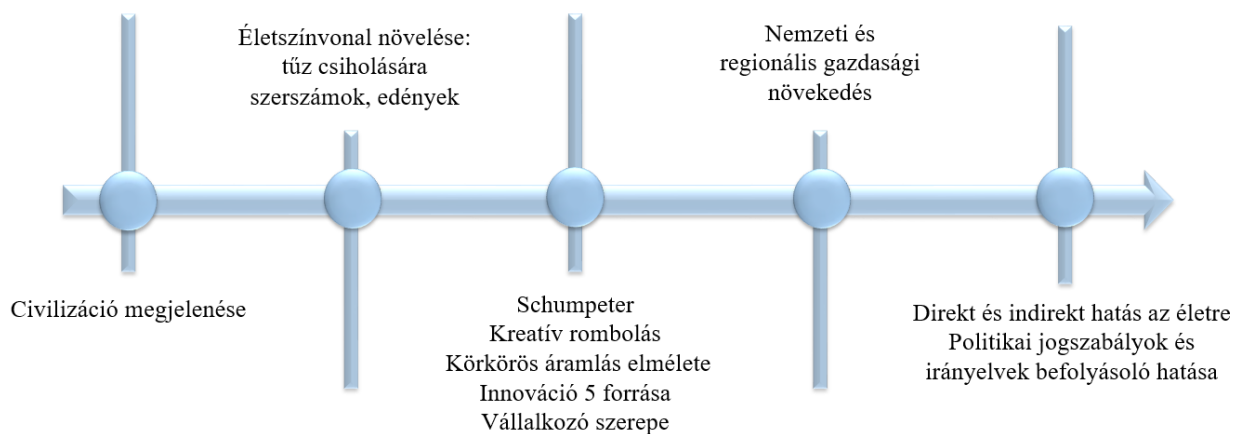 Civilizáció megjelenése
Életszínvonal növelése:
tűz csiholására
szerszámok, edények
Schumpeter
Kreatív rombolás
Körkörös áramlás elmélete
Innováció 5 forrása
Vállalkozó szerepe
Nemzeti és
regionális gazdasági
növekedés
Direkt és indirekt hatás az életre
Politikai jogszabályok és
irányelvek befolyásoló hatása